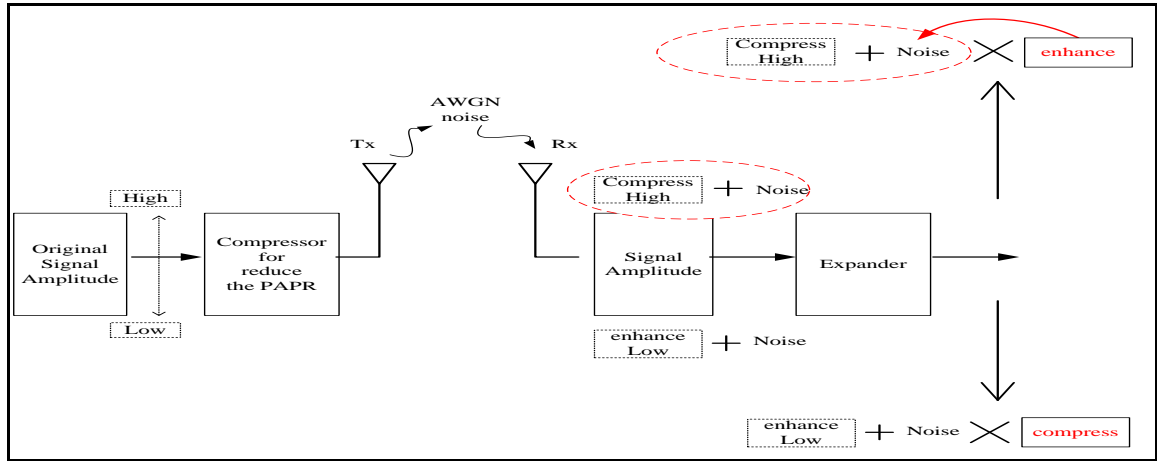 Compress
High
+ Noise
enhance
AWGN
noise
Tx
Rx
High
Compress
High
+ Noise
Original
Signal
Amplitude
Compressor
for
reduce
the PAPR
Signal
Amplitude
Expander
Low
enhance
Low
+ Noise
enhance
Low
+ Noise
compress